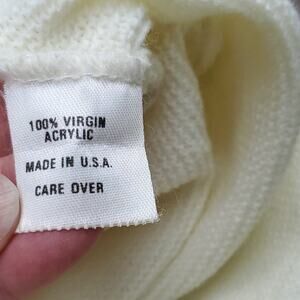 100% VIRGIN
ACRYLIC
MADE IN U.S.A.
CARE OVER